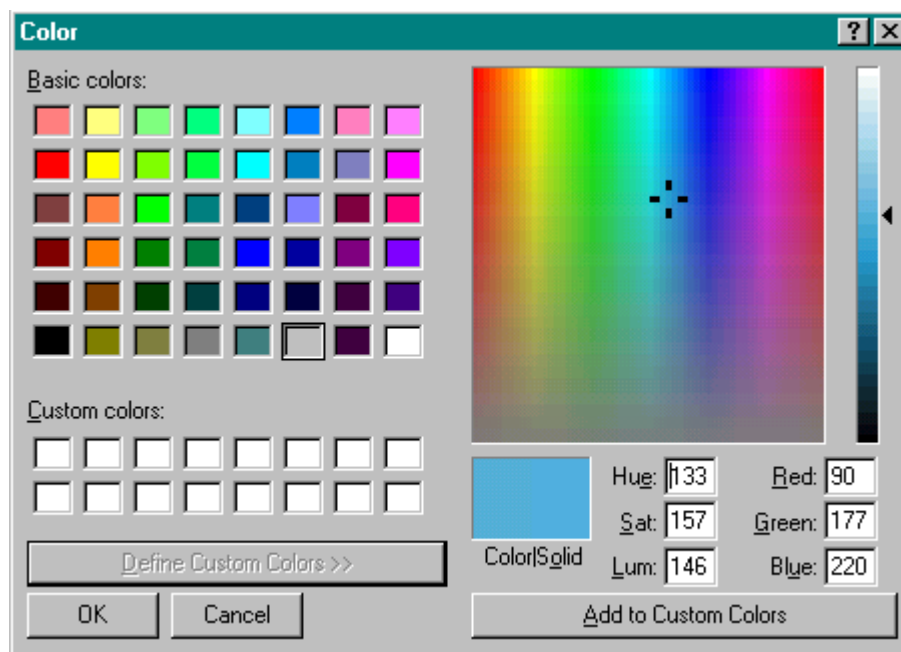 Color
Basic colors:
Custom colors:
Define Custom Colors >>
OK Cancel
Color|Solid
Hue: 133 Red: 90
Sat: 157 Green: 177
Lum: 146 Blue: 220
Add to Custom Colors